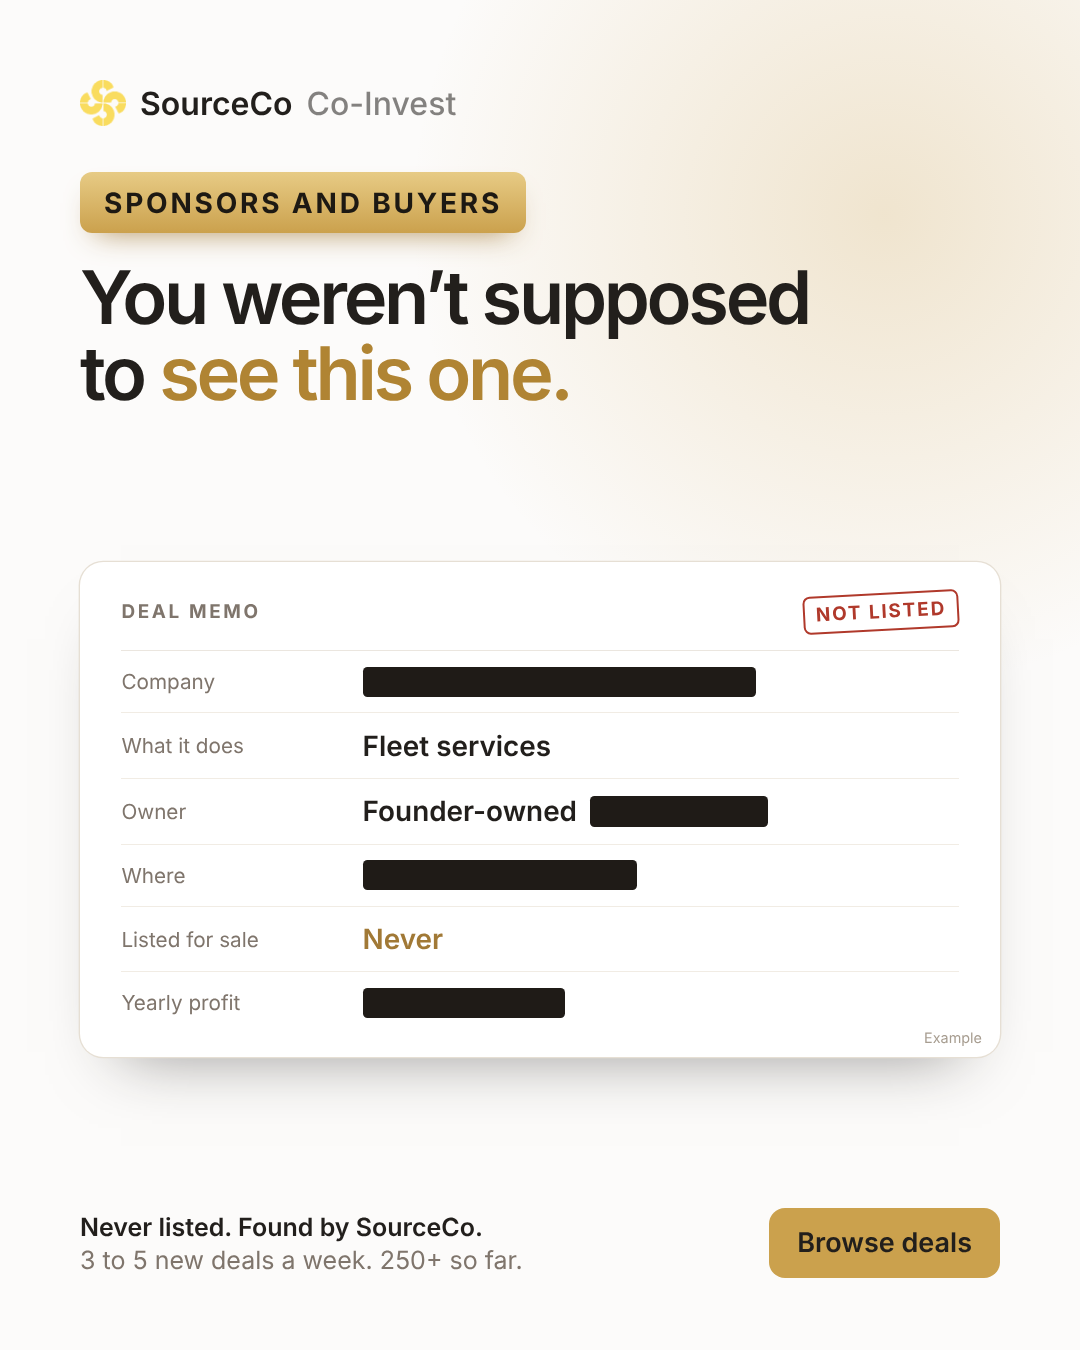 SourceCo Co-Invest
SPONSORS AND BUYERS
You weren’t supposed
to see this one.
DEAL MEMO
NOT LISTED
Company
What it does Fleet services
Owner Founder-owned
Where
Listed for sale Never
Yearly profit
Example
Never listed. Found by SourceCo.
3 to 5 new deals a week. 250+ so far.
Browse deals